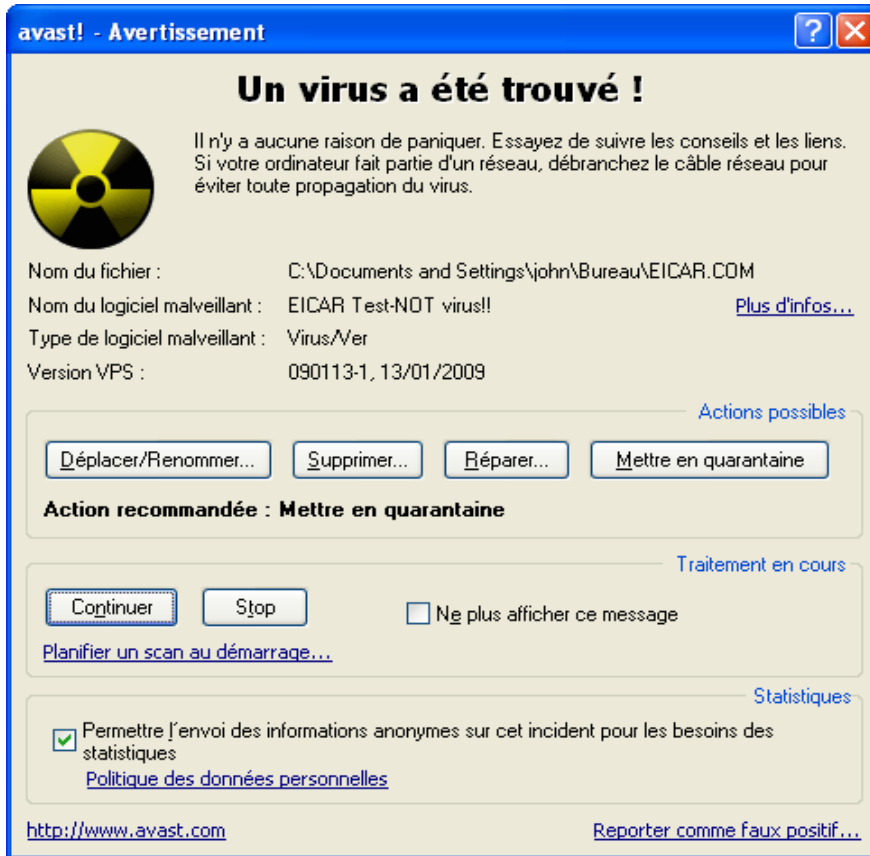 avast! - Avertissement
Un virus a été trouvé !
Il n'y a aucune raison de paniquer. Essayez de suivre les conseils et les liens.
Si votre ordinateur fait partie d'un réseau, débranchez le câble réseau pour
éviter toute propagation du virus.
Nom du fichier : C:\Documents and Settings\john\Bureau\EICAR.COM
Nom du logiciel malveillant : EICAR Test-NOT virus!! Plus d'infos...
Type de logiciel malveillant : Virus/Ver
Version VPS : 090113-1, 13/01/2009
Actions possibles
Déplacer/Renommer... Supprimer... Réparer... Mettre en quarantaine
Action recommandée : Mettre en quarantaine
Traitement en cours
Continuer Stop Ne plus afficher ce message
Planifier un scan au démarrage...
Statistiques
Permettre l'envoi des informations anonymes sur cet incident pour les besoins des
statistiques
Politique des données personnelles
http://www.avast.com Reporter comme faux positif...